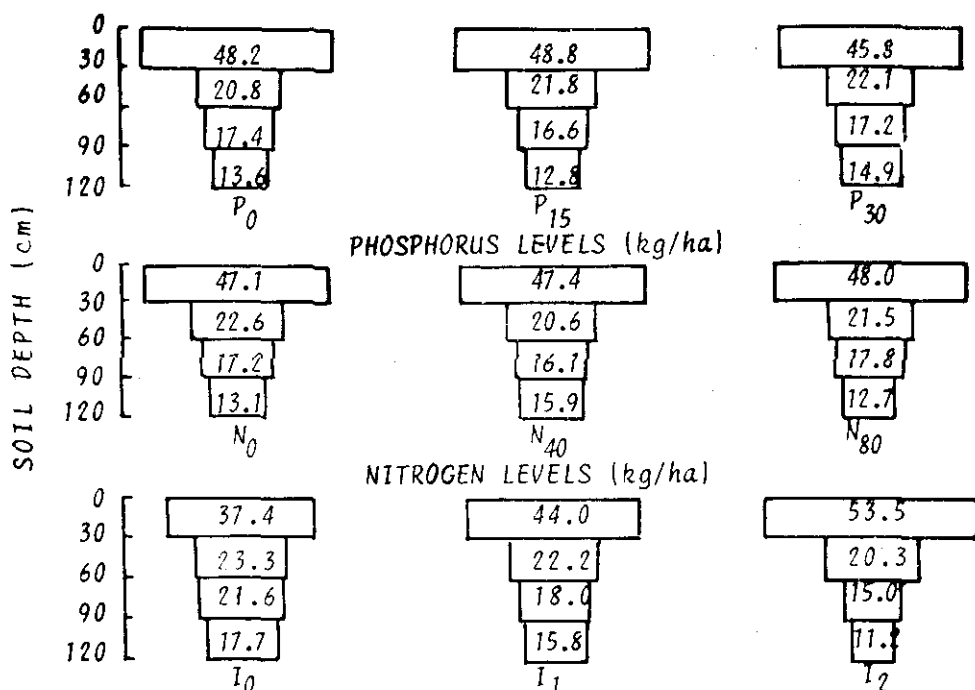 0
30 48.2 48.8 45.8
60 20.8 21.8 22.1
90 17.4 16.6 17.2
120 13.6 12.8 14.9
P0 P15 P30
PHOSPHORUS LEVELS (kg/ha)
SOIL DEPTH (cm)
0 47.1 47.4 48.0
30
60 22.6 20.6 21.5
90 17.2 16.1 17.8
120 13.1 15.9 12.7
N0 N40 N80
NITROGEN LEVELS (kg/ha)
0 37.4 44.0 53.5
30
60 23.3 22.2 20.3
90 21.6 18.0 15.0
120 17.7 15.8
I0 I1 I2